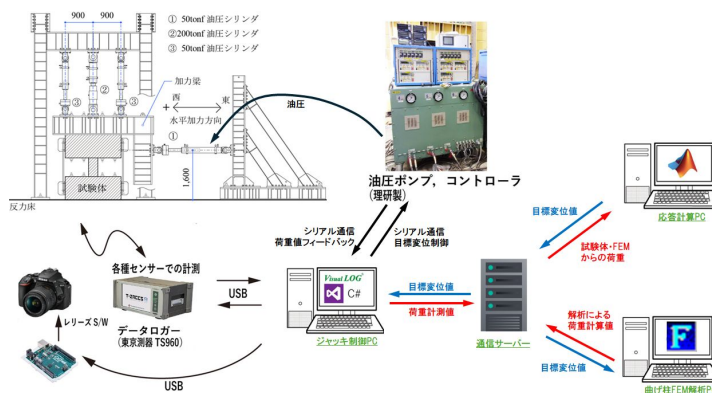 900 900
① 50tonf 油圧シリンダ
②200tonf 油圧シリンダ
③ 50tonf 油圧シリンダ
加力梁
西 東
水平加力方向
①
②
③ ③
試験体
1,600
反力床
油圧
油圧ポンプ，コントローラ
(理研製)
シリアル通信
荷重値フィードバック
シリアル通信
目標変位制御
各種センサーでの計測
データロガー
(東京測器 TS960)
レリーズ S/W
USB
USB
Visual LOG
C#
ジャッキ制御PC
目標変位値
荷重計測値
通信サーバー
目標変位値
試験体・FEM
からの荷重
応答計算PC
解析による
荷重計算値
目標変位値
F
曲げ柱FEM解析P